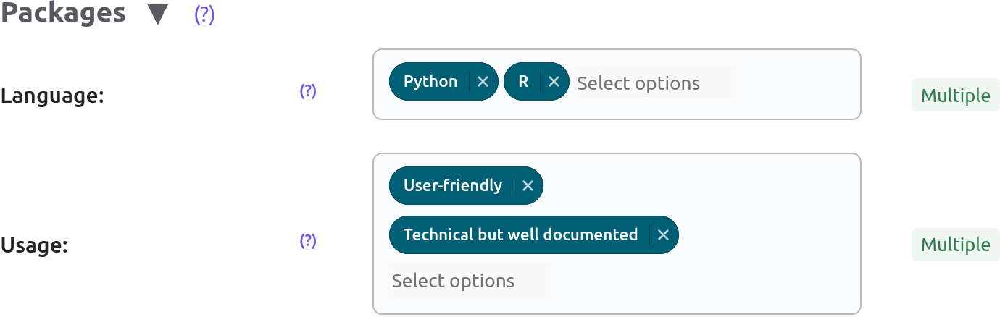 Packages ▼ (?)
Language: (?) Python × R × Select options Multiple
User-friendly ×
Usage: (?) Technical but well documented × Multiple
Select options